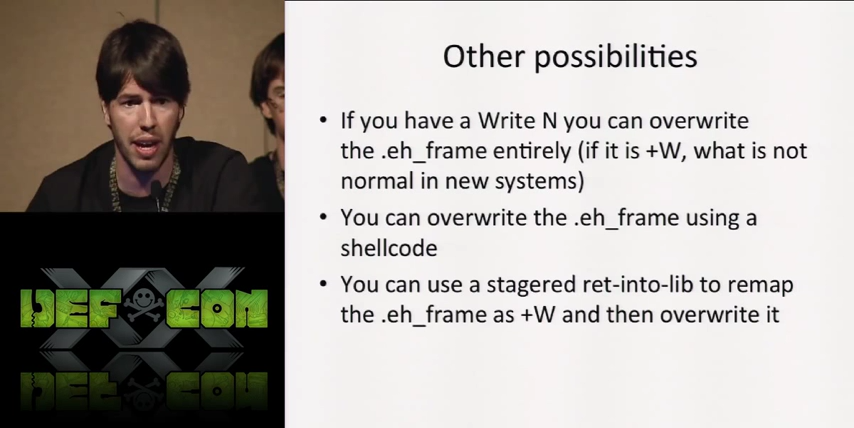 Other possibilities
• If you have a Write N you can overwrite
the .eh_frame entirely (if it is +W, what is not
normal in new systems)
• You can overwrite the .eh_frame using a
shellcode
• You can use a stagered ret-into-lib to remap
the .eh_frame as +W and then overwrite it
XX
DEF CON